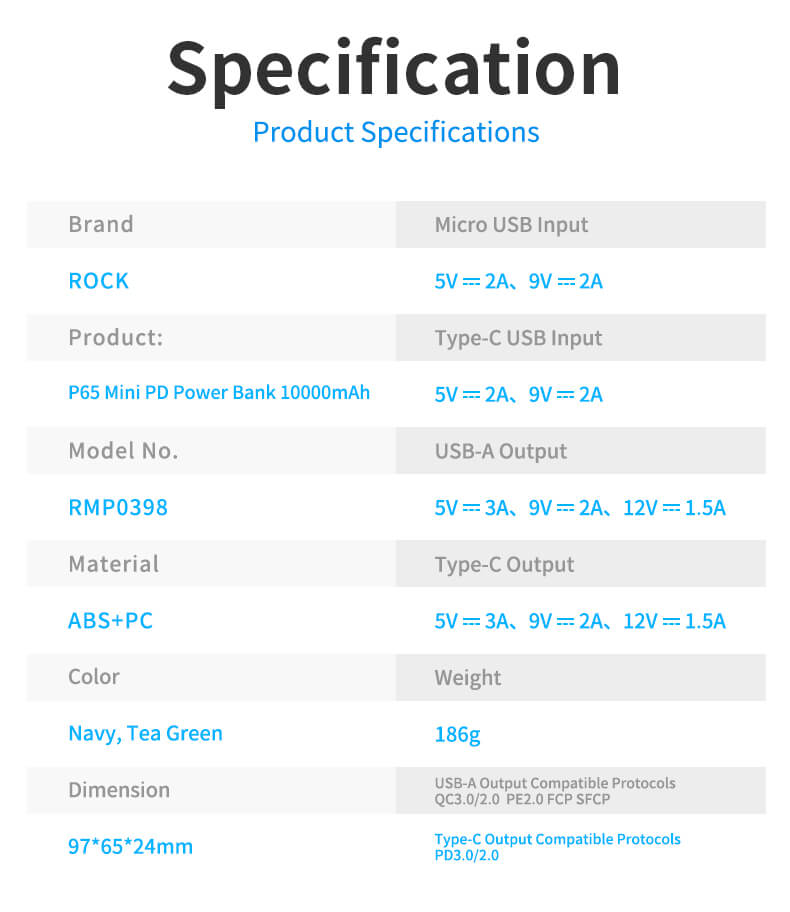 Specification
Product Specifications
Brand
Micro USB Input
ROCK
5V⎓2A、9V⎓2A
Product:
Type-C USB Input
P65 Mini PD Power Bank 10000mAh
5V⎓2A、9V⎓2A
Model No.
USB-A Output
RMP0398
5V⎓3A、9V⎓2A、12V⎓1.5A
Material
Type-C Output
ABS+PC
5V⎓3A、9V⎓2A、12V⎓1.5A
Color
Weight
Navy, Tea Green
186g
Dimension
USB-A Output Compatible Protocols
QC3.0/2.0 PE2.0 FCP SFCP
97*65*24mm
Type-C Output Compatible Protocols
PD3.0/2.0